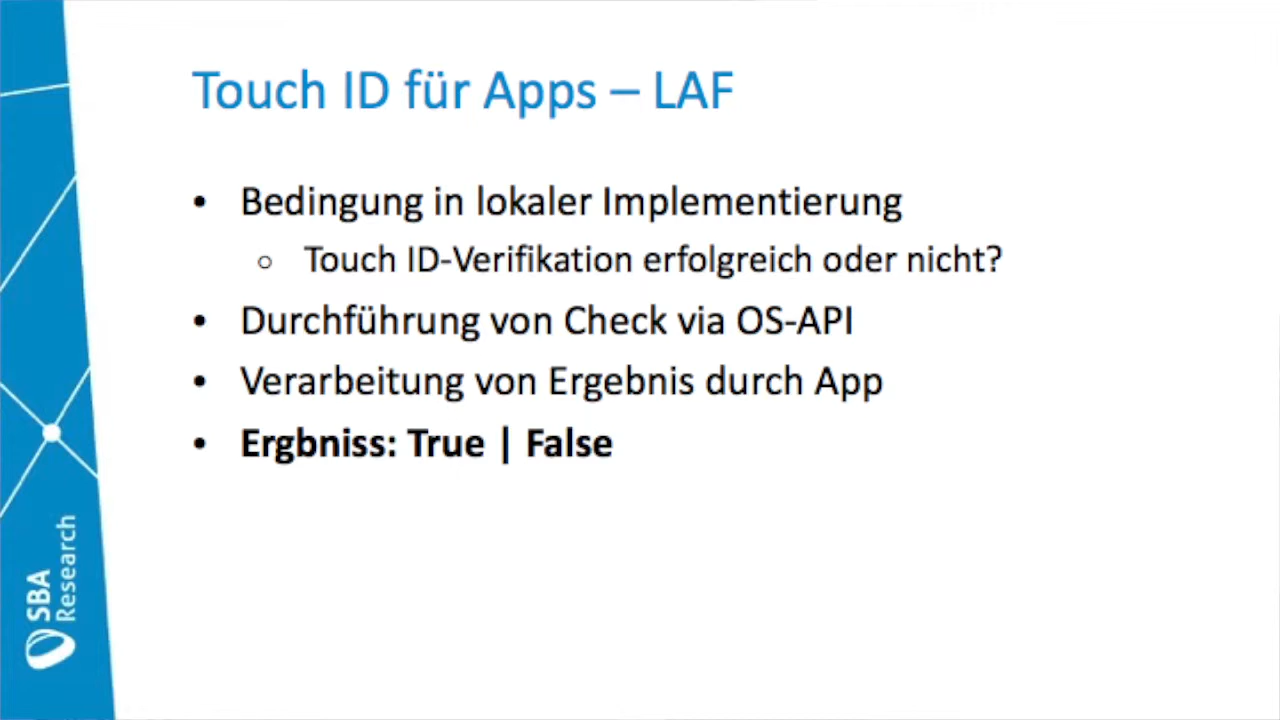 Touch ID für Apps – LAF
• Bedingung in lokaler Implementierung
○ Touch ID-Verifikation erfolgreich oder nicht?
• Durchführung von Check via OS-API
• Verarbeitung von Ergebnis durch App
• Ergbniss: True | False
SBA
Research